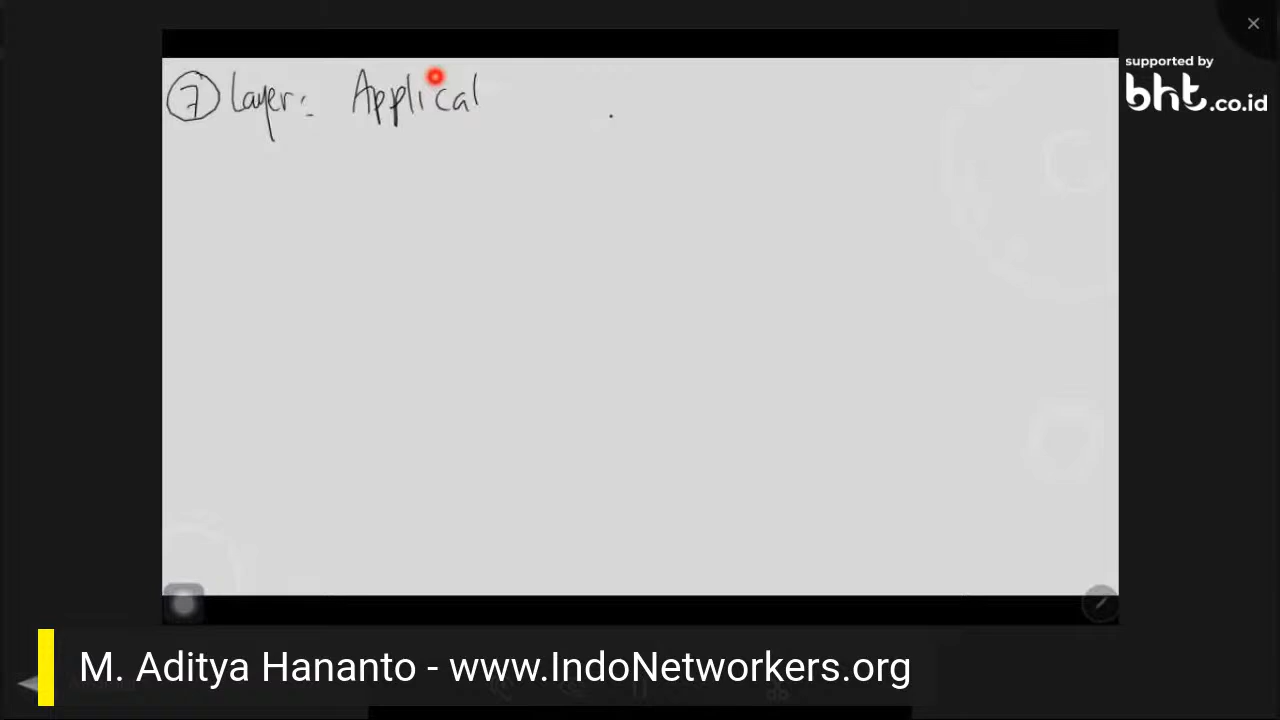 supported by
bht.co.id
⑦ Layer: Applical
M. Aditya Hananto - www.IndoNetworkers.org